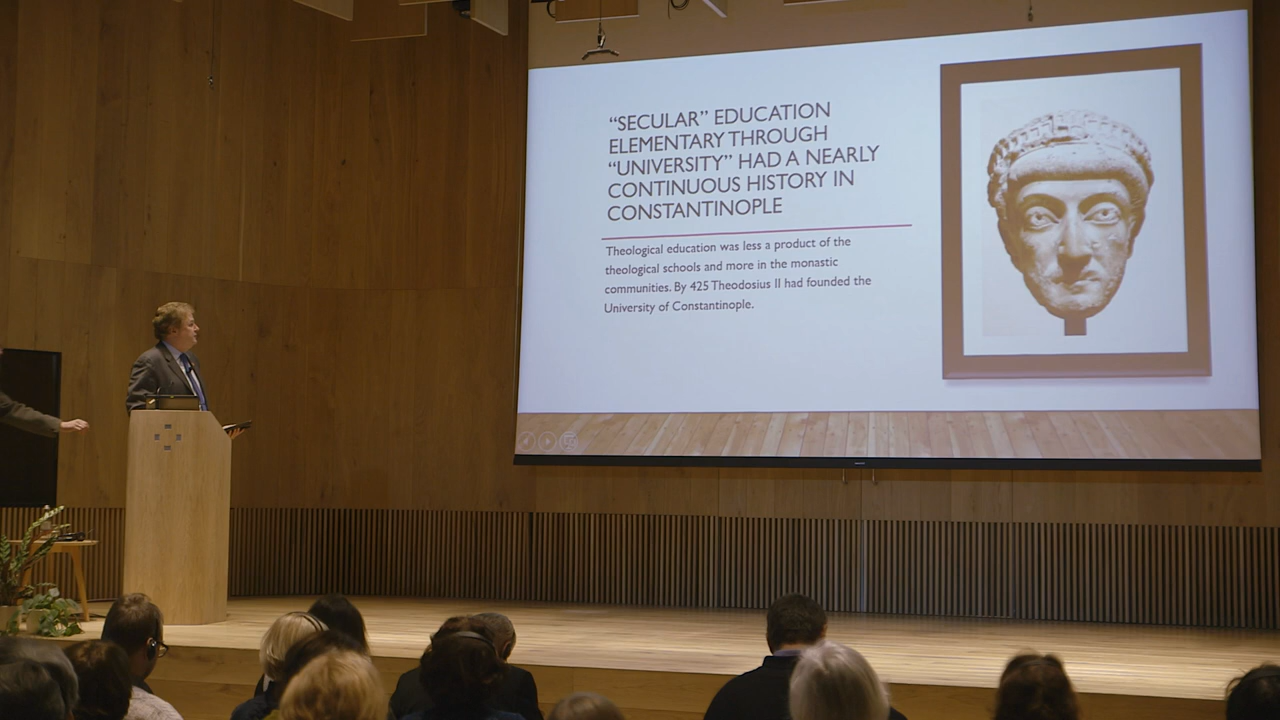 “SECULAR” EDUCATION
ELEMENTARY THROUGH
“UNIVERSITY” HAD A NEARLY
CONTINUOUS HISTORY IN
CONSTANTINOPLE
Theological education was less a product of the
theological schools and more in the monastic
communities. By 425 Theodosius II had founded the
University of Constantinople.